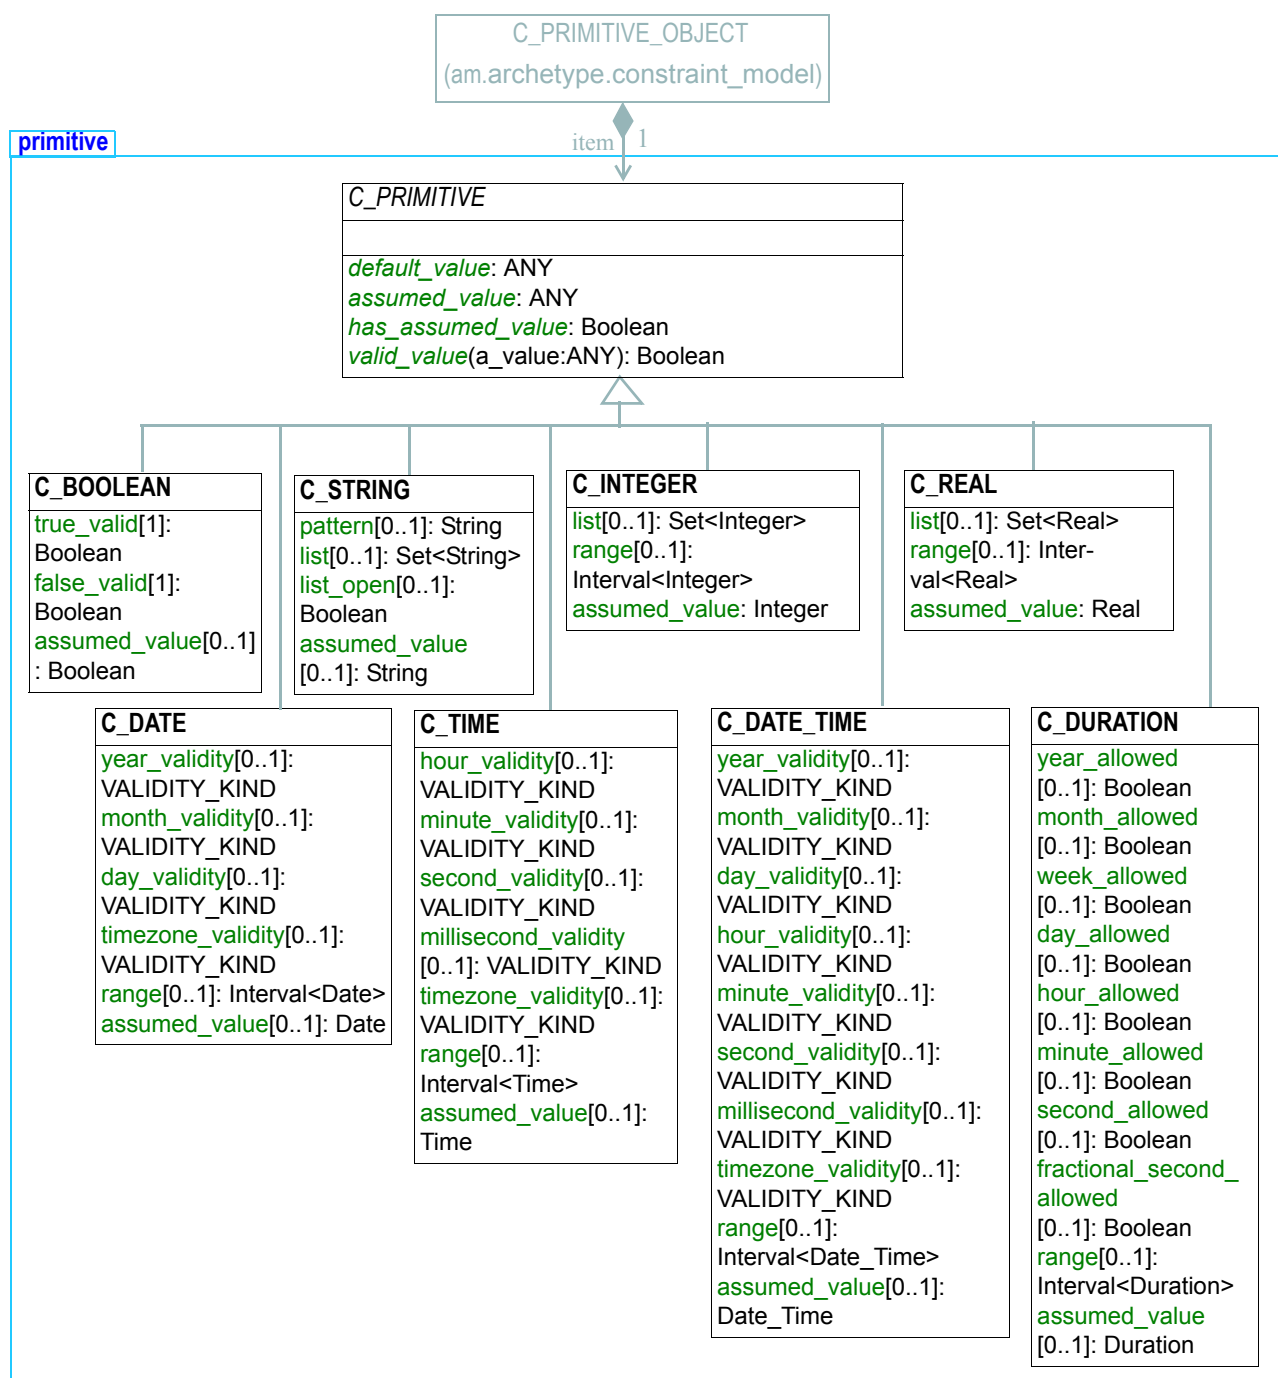 C_PRIMITIVE_OBJECT
(am.archetype.constraint_model)
item
1
primitive
C_PRIMITIVE
default_value: ANY
assumed_value: ANY
has_assumed_value: Boolean
valid_value(a_value:ANY): Boolean
C_BOOLEAN
true_valid[1]:
Boolean
false_valid[1]:
Boolean
assumed_value[0..1]
: Boolean
C_STRING
pattern[0..1]: String
list[0..1]: Set<String>
list_open[0..1]:
Boolean
assumed_value
[0..1]: String
C_INTEGER
list[0..1]: Set<Integer>
range[0..1]:
Interval<Integer>
assumed_value: Integer
C_REAL
list[0..1]: Set<Real>
range[0..1]: Inter-
val<Real>
assumed_value: Real
C_DATE
year_validity[0..1]:
VALIDITY_KIND
month_validity[0..1]:
VALIDITY_KIND
day_validity[0..1]:
VALIDITY_KIND
timezone_validity[0..1]:
VALIDITY_KIND
range[0..1]: Interval<Date>
assumed_value[0..1]: Date
C_TIME
hour_validity[0..1]:
VALIDITY_KIND
minute_validity[0..1]:
VALIDITY_KIND
second_validity[0..1]:
VALIDITY_KIND
millisecond_validity
[0..1]: VALIDITY_KIND
timezone_validity[0..1]:
VALIDITY_KIND
range[0..1]:
Interval<Time>
assumed_value[0..1]:
Time
C_DATE_TIME
year_validity[0..1]:
VALIDITY_KIND
month_validity[0..1]:
VALIDITY_KIND
day_validity[0..1]:
VALIDITY_KIND
hour_validity[0..1]:
VALIDITY_KIND
minute_validity[0..1]:
VALIDITY_KIND
second_validity[0..1]:
VALIDITY_KIND
millisecond_validity[0..1]:
VALIDITY_KIND
timezone_validity[0..1]:
VALIDITY_KIND
range[0..1]:
Interval<Date_Time>
assumed_value[0..1]:
Date_Time
C_DURATION
year_allowed
[0..1]: Boolean
month_allowed
[0..1]: Boolean
week_allowed
[0..1]: Boolean
day_allowed
[0..1]: Boolean
hour_allowed
[0..1]: Boolean
minute_allowed
[0..1]: Boolean
second_allowed
[0..1]: Boolean
fractional_second_
allowed
[0..1]: Boolean
range[0..1]:
Interval<Duration>
assumed_value
[0..1]: Duration